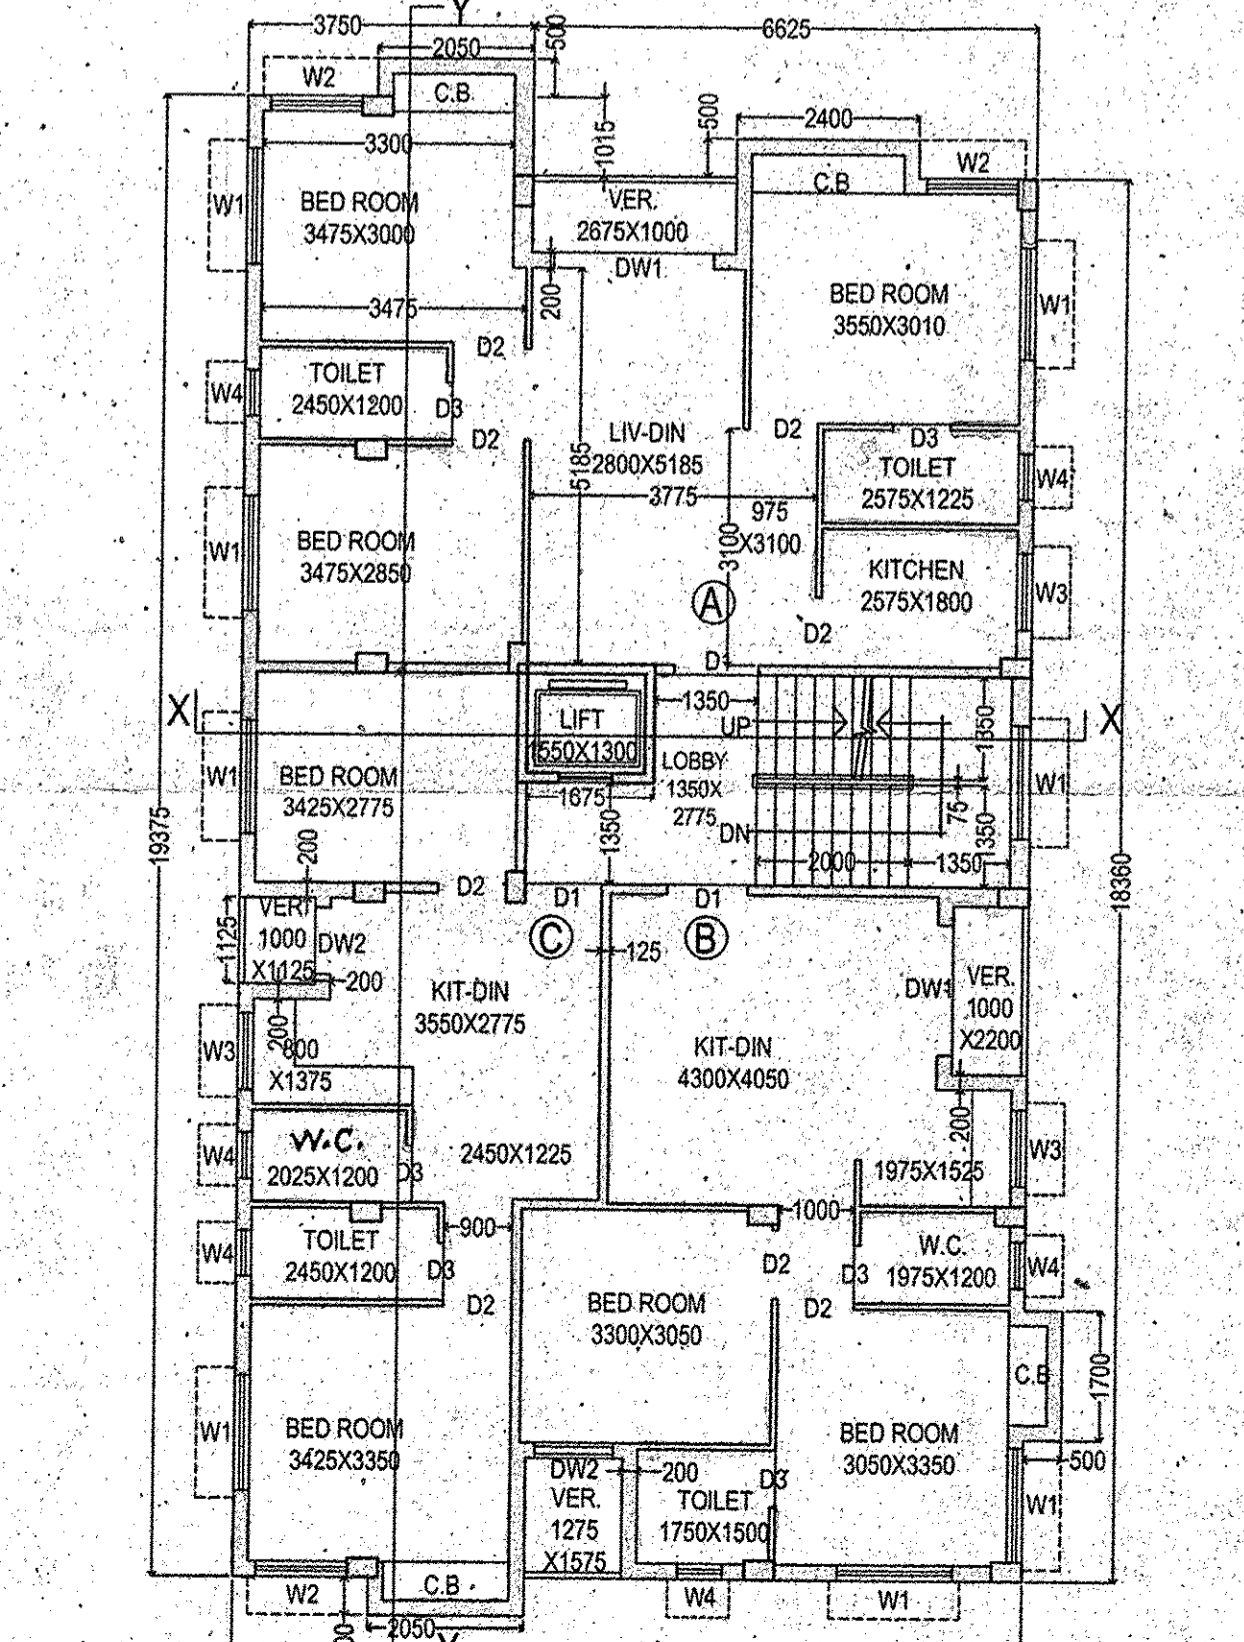 Y
3750
6625
2050
500
W2
C.B.
500
2400
3300
1015
W2
C.B
BED ROOM
3475X3000
W1
VER.
2675X1000
DW1
200
BED ROOM
3550X3010
W1
3475
D2
TOILET
2450X1200
W4
D3
D2
LIV-DIN
2800X5185
5185
3775
D2
D3
TOILET
2575X1225
W4
975
X3100
3100
BED ROOM
3475X2850
W1
KITCHEN
2575X1800
W3
A
D2
D1
X
LIFT
1550X1300
1350
UP
1350
X
BED ROOM
3425X2775
W1
LOBBY
1350X
2775
1675
1350
DN
75
W1
2000
1350
1350
19375
18360
200
D2
D1
D1
VER.
1000
X1125
1125
DW2
C
125
B
200
KIT-DIN
3550X2775
DW1
VER.
1000
X2200
W3
200
800
X1375
KIT-DIN
4300X4050
200
W.C.
2025X1200
W4
D3
2450X1225
1975X1525
W3
900
1000
TOILET
2450X1200
W4
D3
D2
D2
D3
W.C.
1975X1200
W4
D2
BED ROOM
3300X3050
C.B
1700
BED ROOM
3425X3350
W1
BED ROOM
3050X3350
500
DW2
200
D3
VER.
1275
X1575
TOILET
1750X1500
W1
W2
C.B
W4
W1
2050